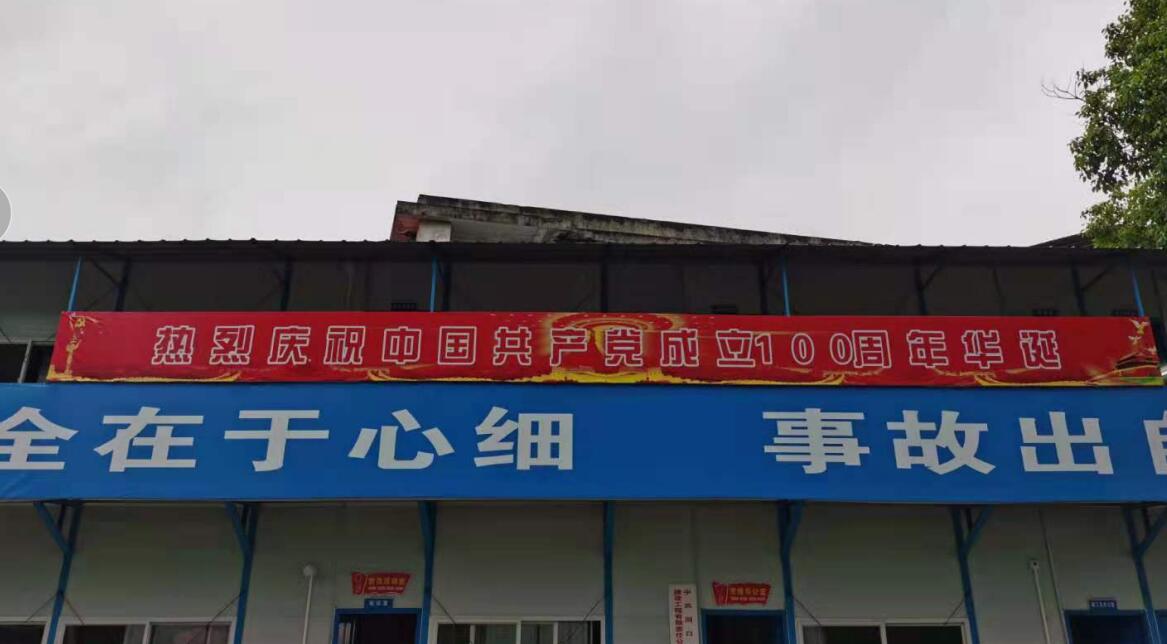 热烈庆祝中国共产党成立100周年华诞
全在于心细 事故出自